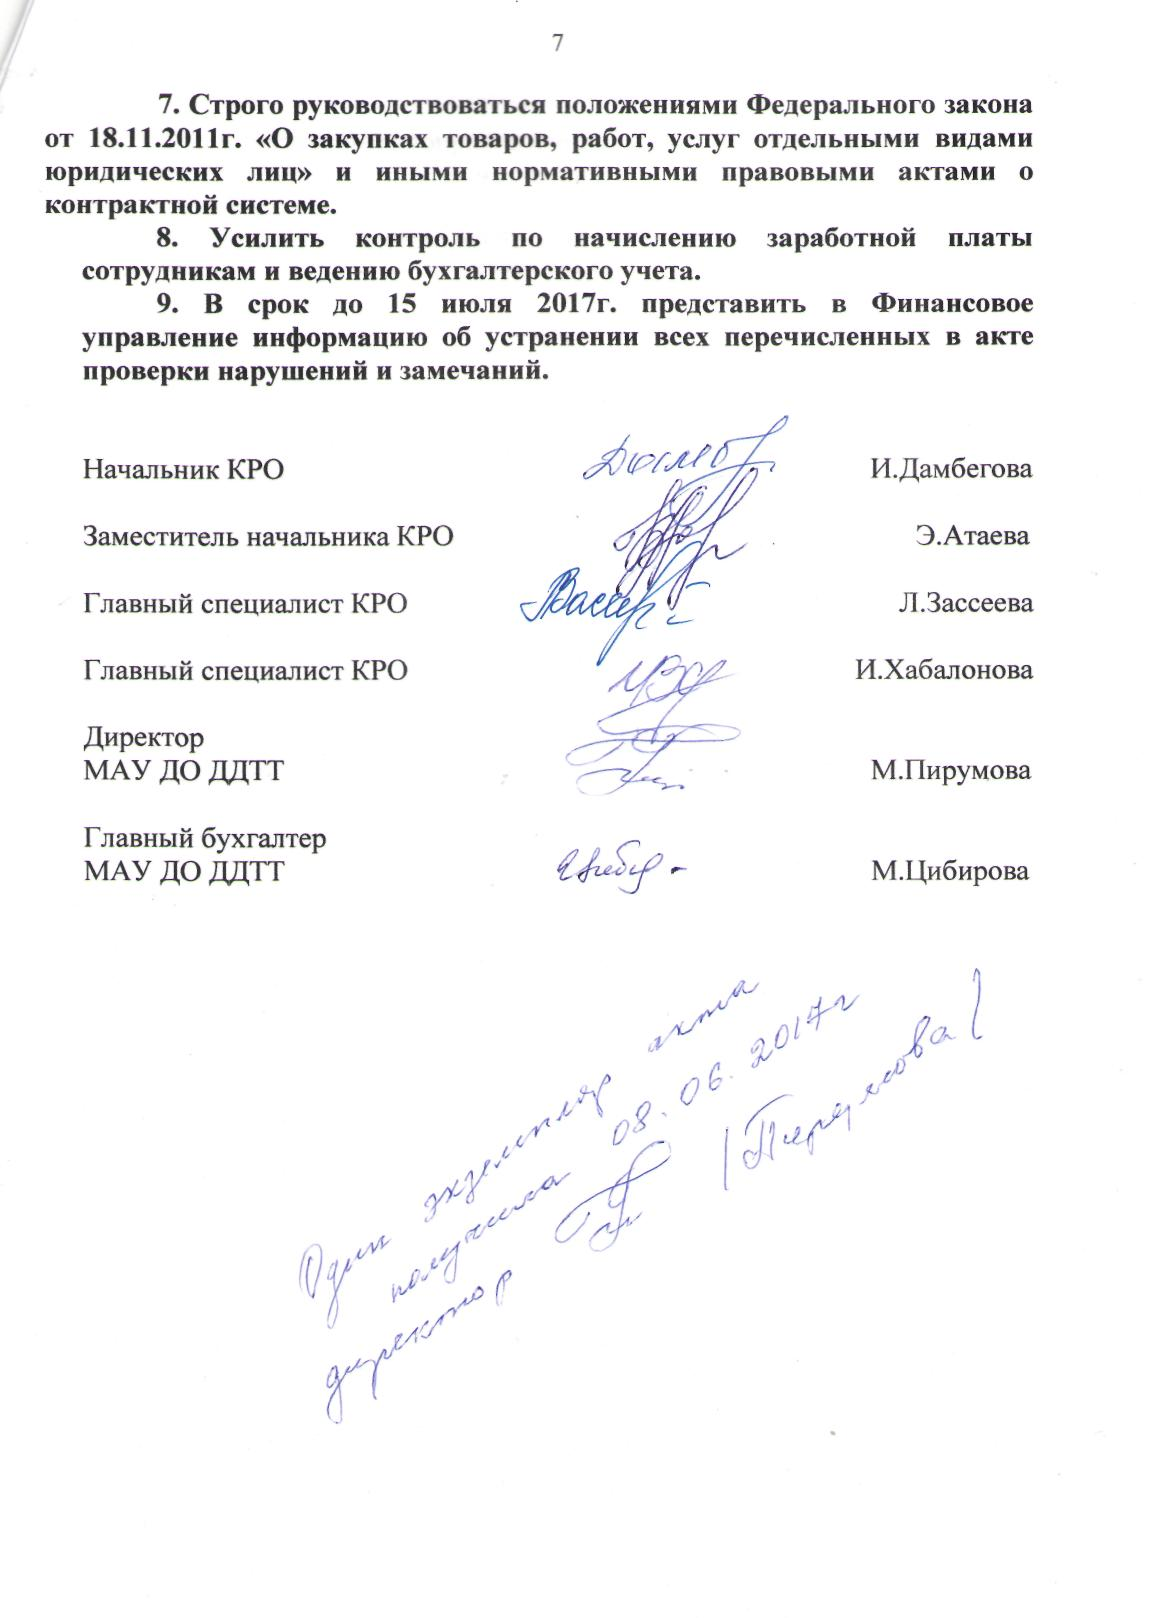 7
7. Строго руководствоваться положениями Федерального закона
от 18.11.2011г. «О закупках товаров, работ, услуг отдельными видами
юридических лиц» и иными нормативными правовыми актами о
контрактной системе.
8. Усилить контроль по начислению заработной платы
сотрудникам и ведению бухгалтерского учета.
9. В срок до 15 июля 2017г. представить в Финансовое
управление информацию об устранении всех перечисленных в акте
проверки нарушений и замечаний.
Начальник КРО И.Дамбегова
Заместитель начальника КРО Э.Атаева
Главный специалист КРО Л.Зассеева
Главный специалист КРО И.Хабалонова
Директор
МАУ ДО ДДТТ М.Пирумова
Главный бухгалтер
МАУ ДО ДДТТ М.Цибирова
Один экземпляр акта
получила 08.06.2017г
директор /Пирумова/